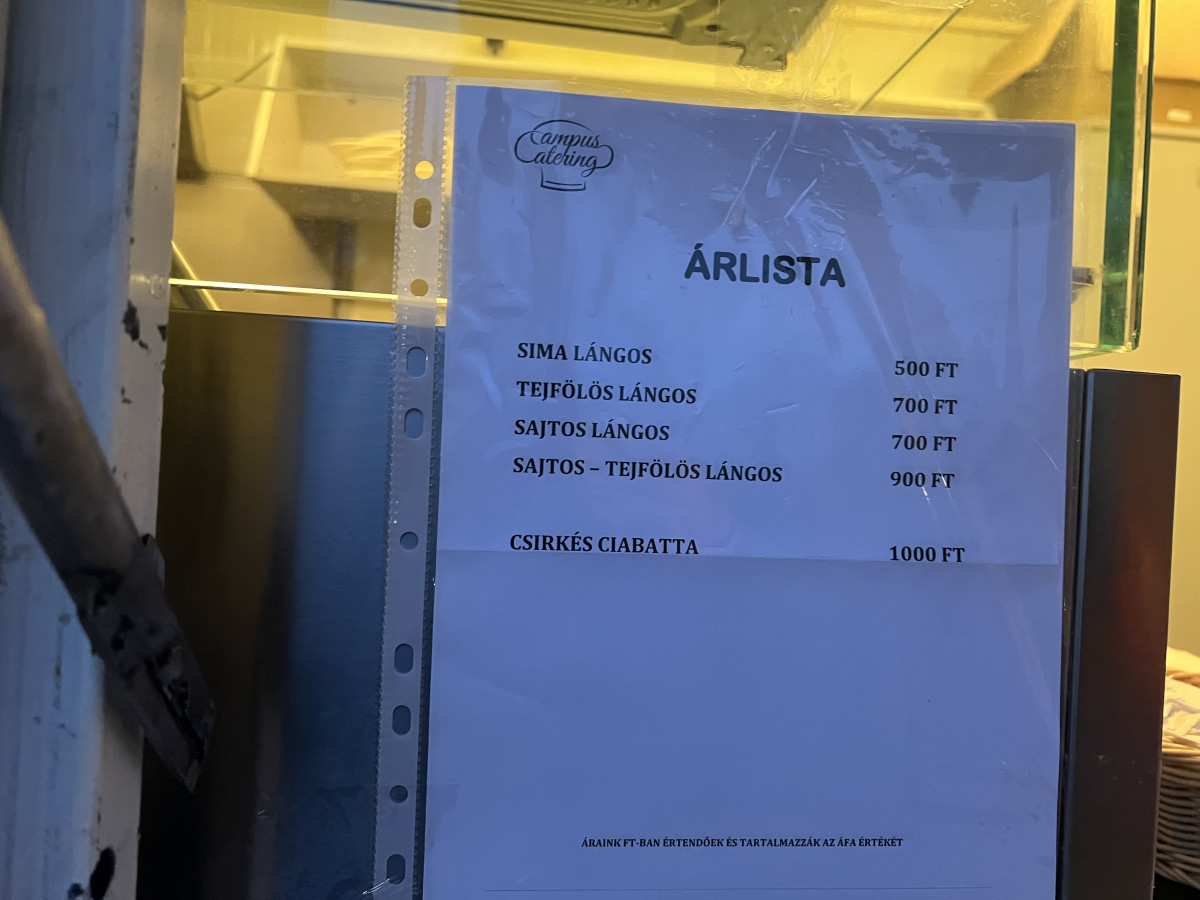 Campus
Catering
ÁRLISTA
SIMA LÁNGOS 500 FT
TEJFÖLÖS LÁNGOS 700 FT
SAJTOS LÁNGOS 700 FT
SAJTOS – TEJFÖLÖS LÁNGOS 900 FT
CSIRKÉS CIABATTA 1000 FT
ÁRAINK FT-BAN ÉRTENDŐEK ÉS TARTALMAZZÁK AZ ÁFA ÉRTÉKÉT